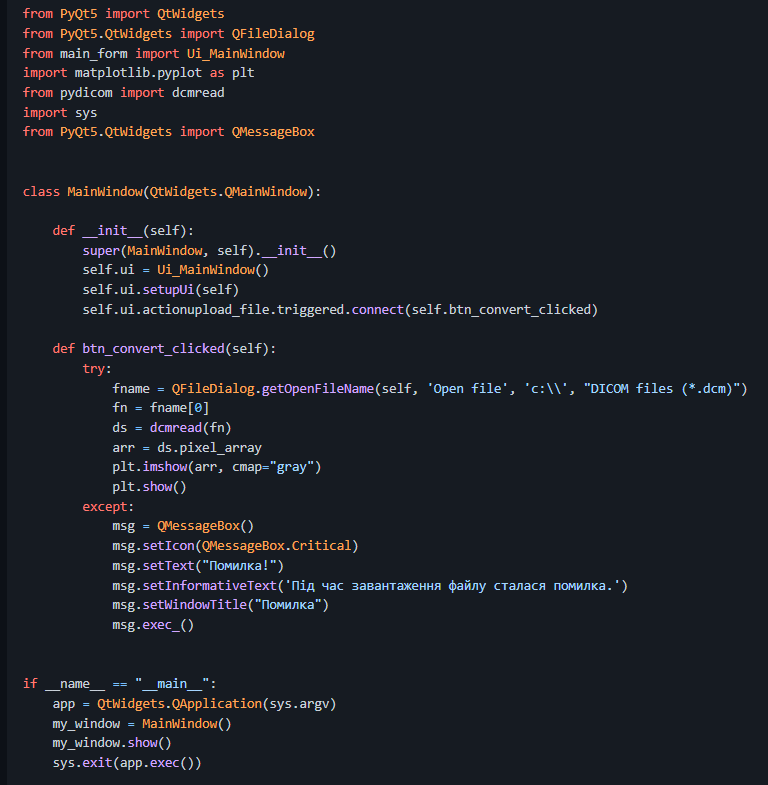 from PyQt5 import QtWidgets
from PyQt5.QtWidgets import QFileDialog
from main_form import Ui_MainWindow
import matplotlib.pyplot as plt
from pydicom import dcmread
import sys
from PyQt5.QtWidgets import QMessageBox
class MainWindow(QtWidgets.QMainWindow):
    def __init__(self):
        super(MainWindow, self).__init__()
        self.ui = Ui_MainWindow()
        self.ui.setupUi(self)
        self.ui.actionupload_file.triggered.connect(self.btn_convert_clicked)
    def btn_convert_clicked(self):
        try:
            fname = QFileDialog.getOpenFileName(self, 'Open file', 'c:\\', "DICOM files (*.dcm)")
            fn = fname[0]
            ds = dcmread(fn)
            arr = ds.pixel_array
            plt.imshow(arr, cmap="gray")
            plt.show()
        except:
            msg = QMessageBox()
            msg.setIcon(QMessageBox.Critical)
            msg.setText("Помилка!")
            msg.setInformativeText('Під час завантаження файлу сталася помилка.')
            msg.setWindowTitle("Помилка")
            msg.exec_()
if __name__ == "__main__":
    app = QtWidgets.QApplication(sys.argv)
    my_window = MainWindow()
    my_window.show()
    sys.exit(app.exec())